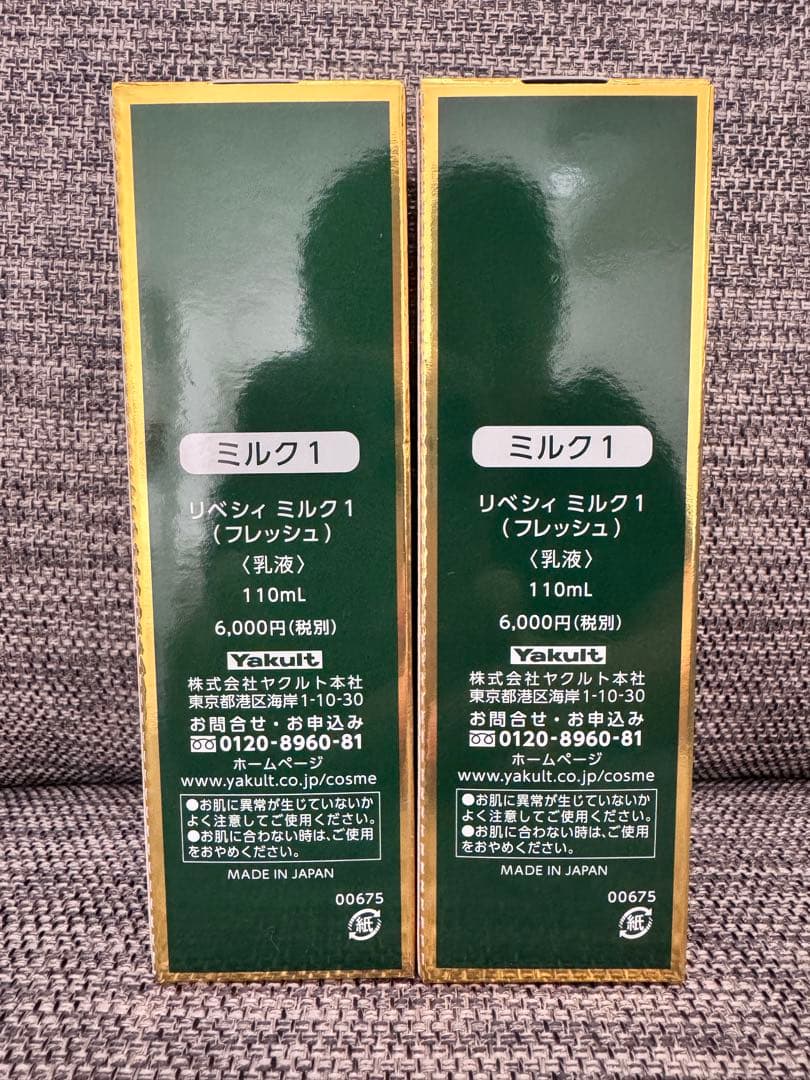 ミルク1
リベシィ ミルク1
（フレッシュ）
〈乳液〉
110mL
6,000円(税別)
Yakult
株式会社ヤクルト本社
東京都港区海岸1-10-30
お問合せ・お申込み
0120-8960-81
ホームページ
www.yakult.co.jp/cosme
●お肌に異常が生じていないか
よく注意してご使用ください。
●お肌に合わない時は、ご使用
をおやめください。
MADE IN JAPAN
00675
紙
ミルク1
リベシィ ミルク1
（フレッシュ）
〈乳液〉
110mL
6,000円(税別)
Yakult
株式会社ヤクルト本社
東京都港区海岸1-10-30
お問合せ・お申込み
0120-8960-81
ホームページ
www.yakult.co.jp/cosme
●お肌に異常が生じていないか
よく注意してご使用ください。
●お肌に合わない時は、ご使用
をおやめください。
MADE IN JAPAN
00675
紙